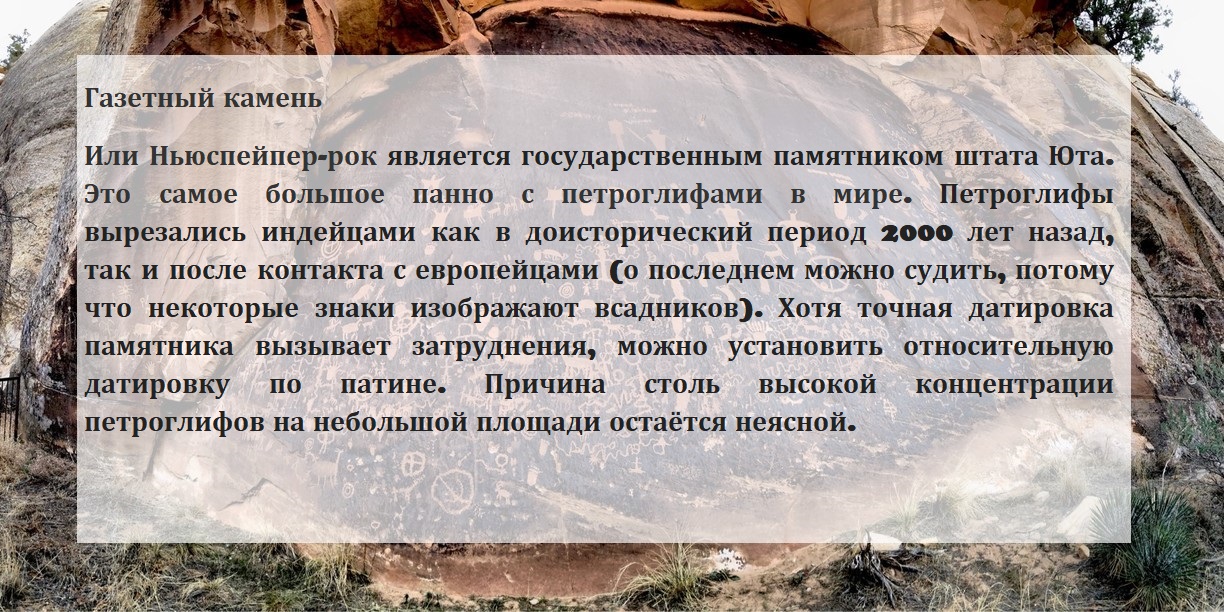 Газетный камень
Или Ньюспейпер-рок является государственным памятником штата Юта.
Это самое большое панно с петроглифами в мире. Петроглифы
вырезались индейцами как в доисторический период 2000 лет назад,
так и после контакта с европейцами (о последнем можно судить, потому
что некоторые знаки изображают всадников). Хотя точная датировка
памятника вызывает затруднения, можно установить относительную
датировку по патине. Причина столь высокой концентрации
петроглифов на небольшой площади остаётся неясной.